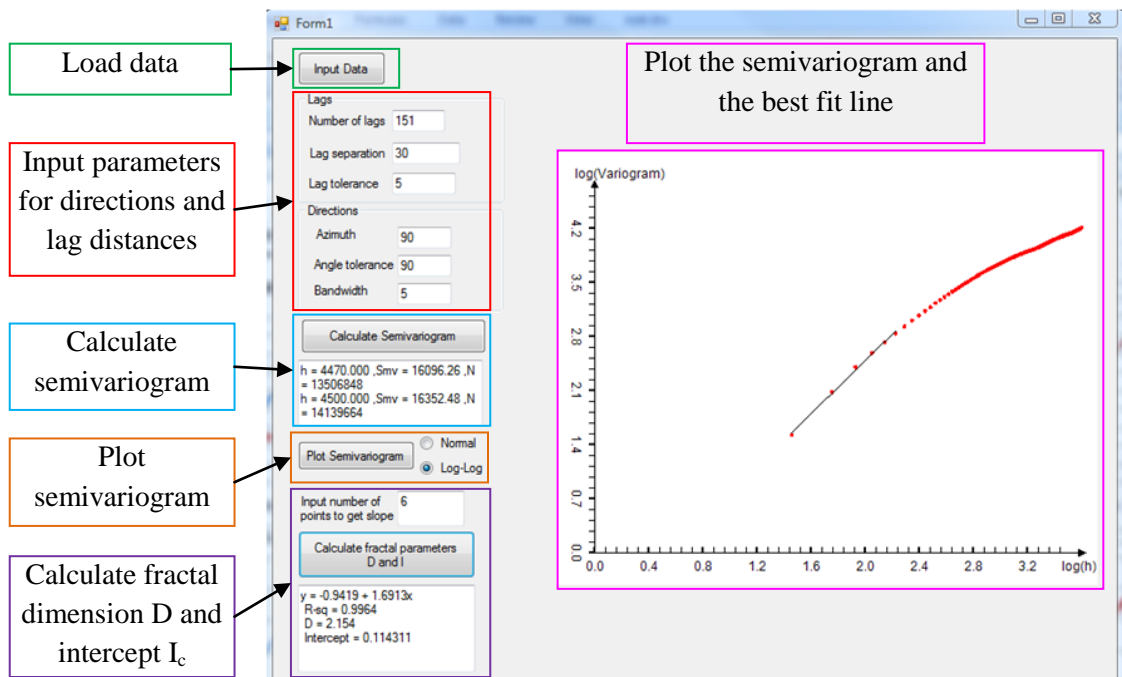 Form1
Load data
Input Data
Input parameters
for directions and
lag distances
Lags
Number of lags 151
Lag separation 30
Lag tolerance 5
Directions
Azimuth 90
Angle tolerance 90
Bandwidth 5
Calculate
semivariogram
Calculate Semivariogram
h = 4470.000 ,Smv = 16096.26 ,N
= 13506848
h = 4500.000 ,Smv = 16352.48 ,N
= 14139664
Plot
semivariogram
Plot Semivariogram
Normal
Log-Log
Calculate fractal
dimension D and
intercept Ic
Input number of
points to get slope 6
Calculate fractal parameters
D and I
y = -0.9419 + 1.6913x
R-sq = 0.9964
D = 2.154
Intercept = 0.114311
Plot the semivariogram and
the best fit line
log(Variogram)
4.2
3.5
2.8
2.1
1.4
0.7
0.0
0.0 0.4 0.8 1.2 1.6 2.0 2.4 2.8 3.2 log(h)